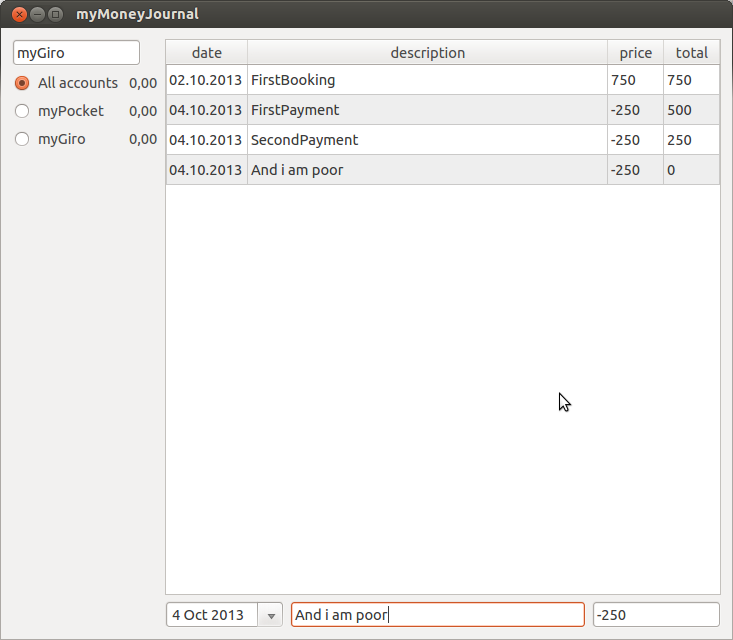 myMoneyJournal
myGiro
All accounts 0,00
myPocket 0,00
myGiro 0,00
date description price total
02.10.2013 FirstBooking 750 750
04.10.2013 FirstPayment -250 500
04.10.2013 SecondPayment -250 250
04.10.2013 And i am poor -250 0
4 Oct 2013 And i am poor -250